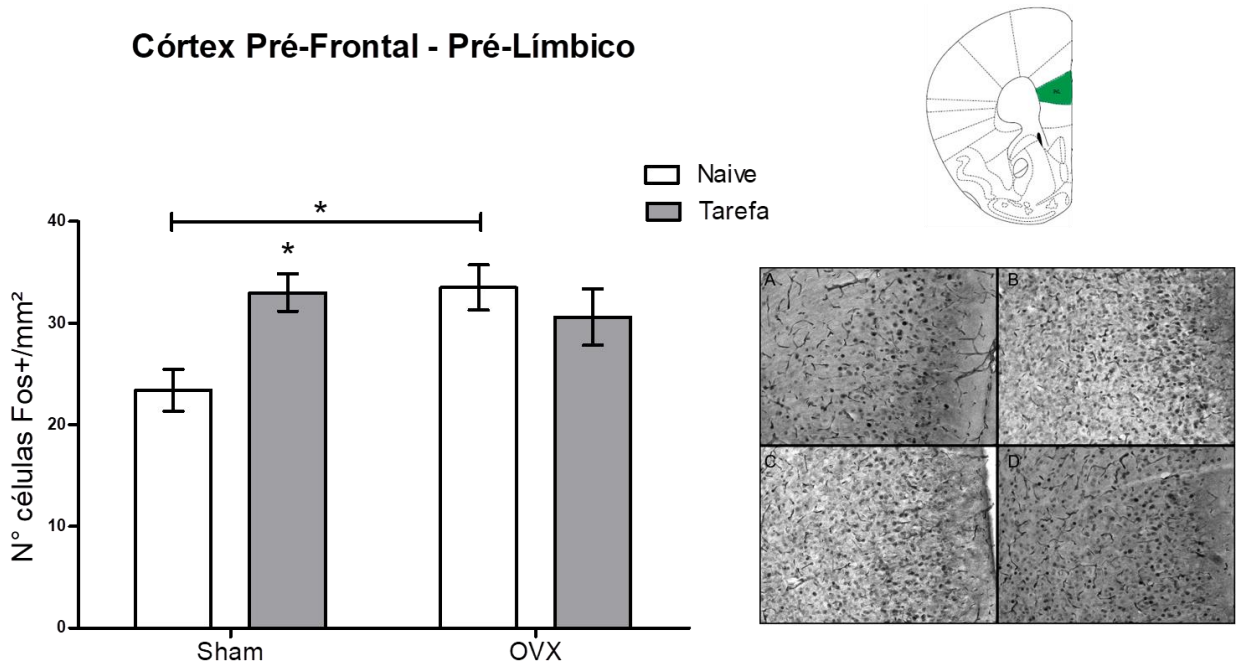 Córtex Pré-Frontal - Pré-Límbico
Naive
Tarefa
*
*
40
30
20
10
0
N° células Fos+/mm²
Sham
OVX
A
B
C
D